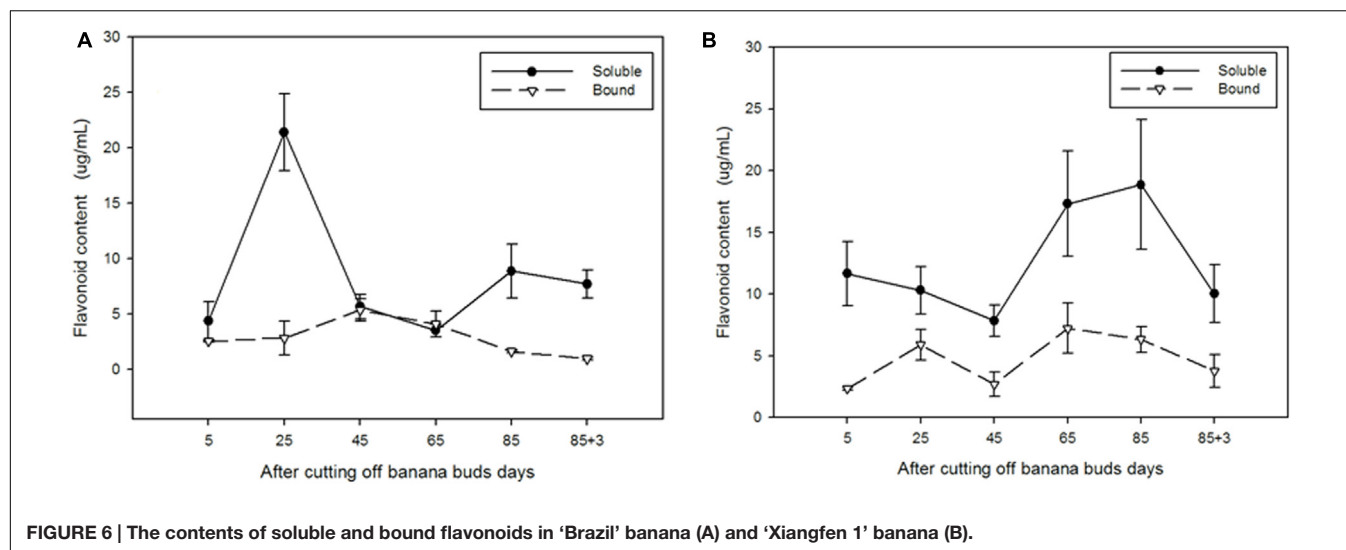 A
30
25
20
15
10
5
0
Flavonoid content (ug/mL)
Soluble
Bound
5 25 45 65 85 85+3
After cutting off banana buds days
B
30
25
20
15
10
5
0
Flavonoid content (ug/mL)
Soluble
Bound
5 25 45 65 85 85+3
After cutting off banana buds days
FIGURE 6 | The contents of soluble and bound flavonoids in ‘Brazil’ banana (A) and ‘Xiangfen 1’ banana (B).